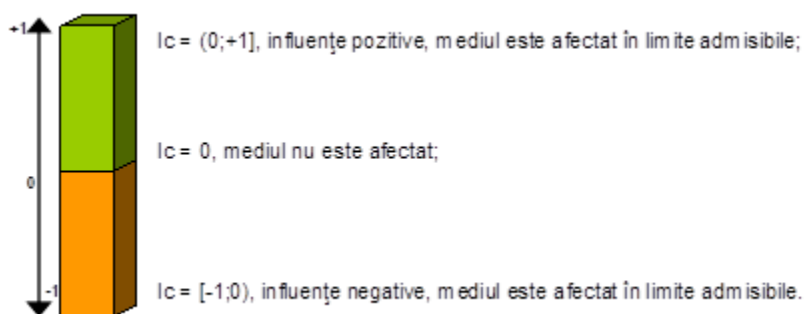 +1
Ic = (0;+1], influenţe pozitive, mediul este afectat în limite admisibile;
Ic = 0, mediul nu este afectat;
0
-1
Ic = [-1;0), influenţe negative, mediul este afectat în limite admisibile.